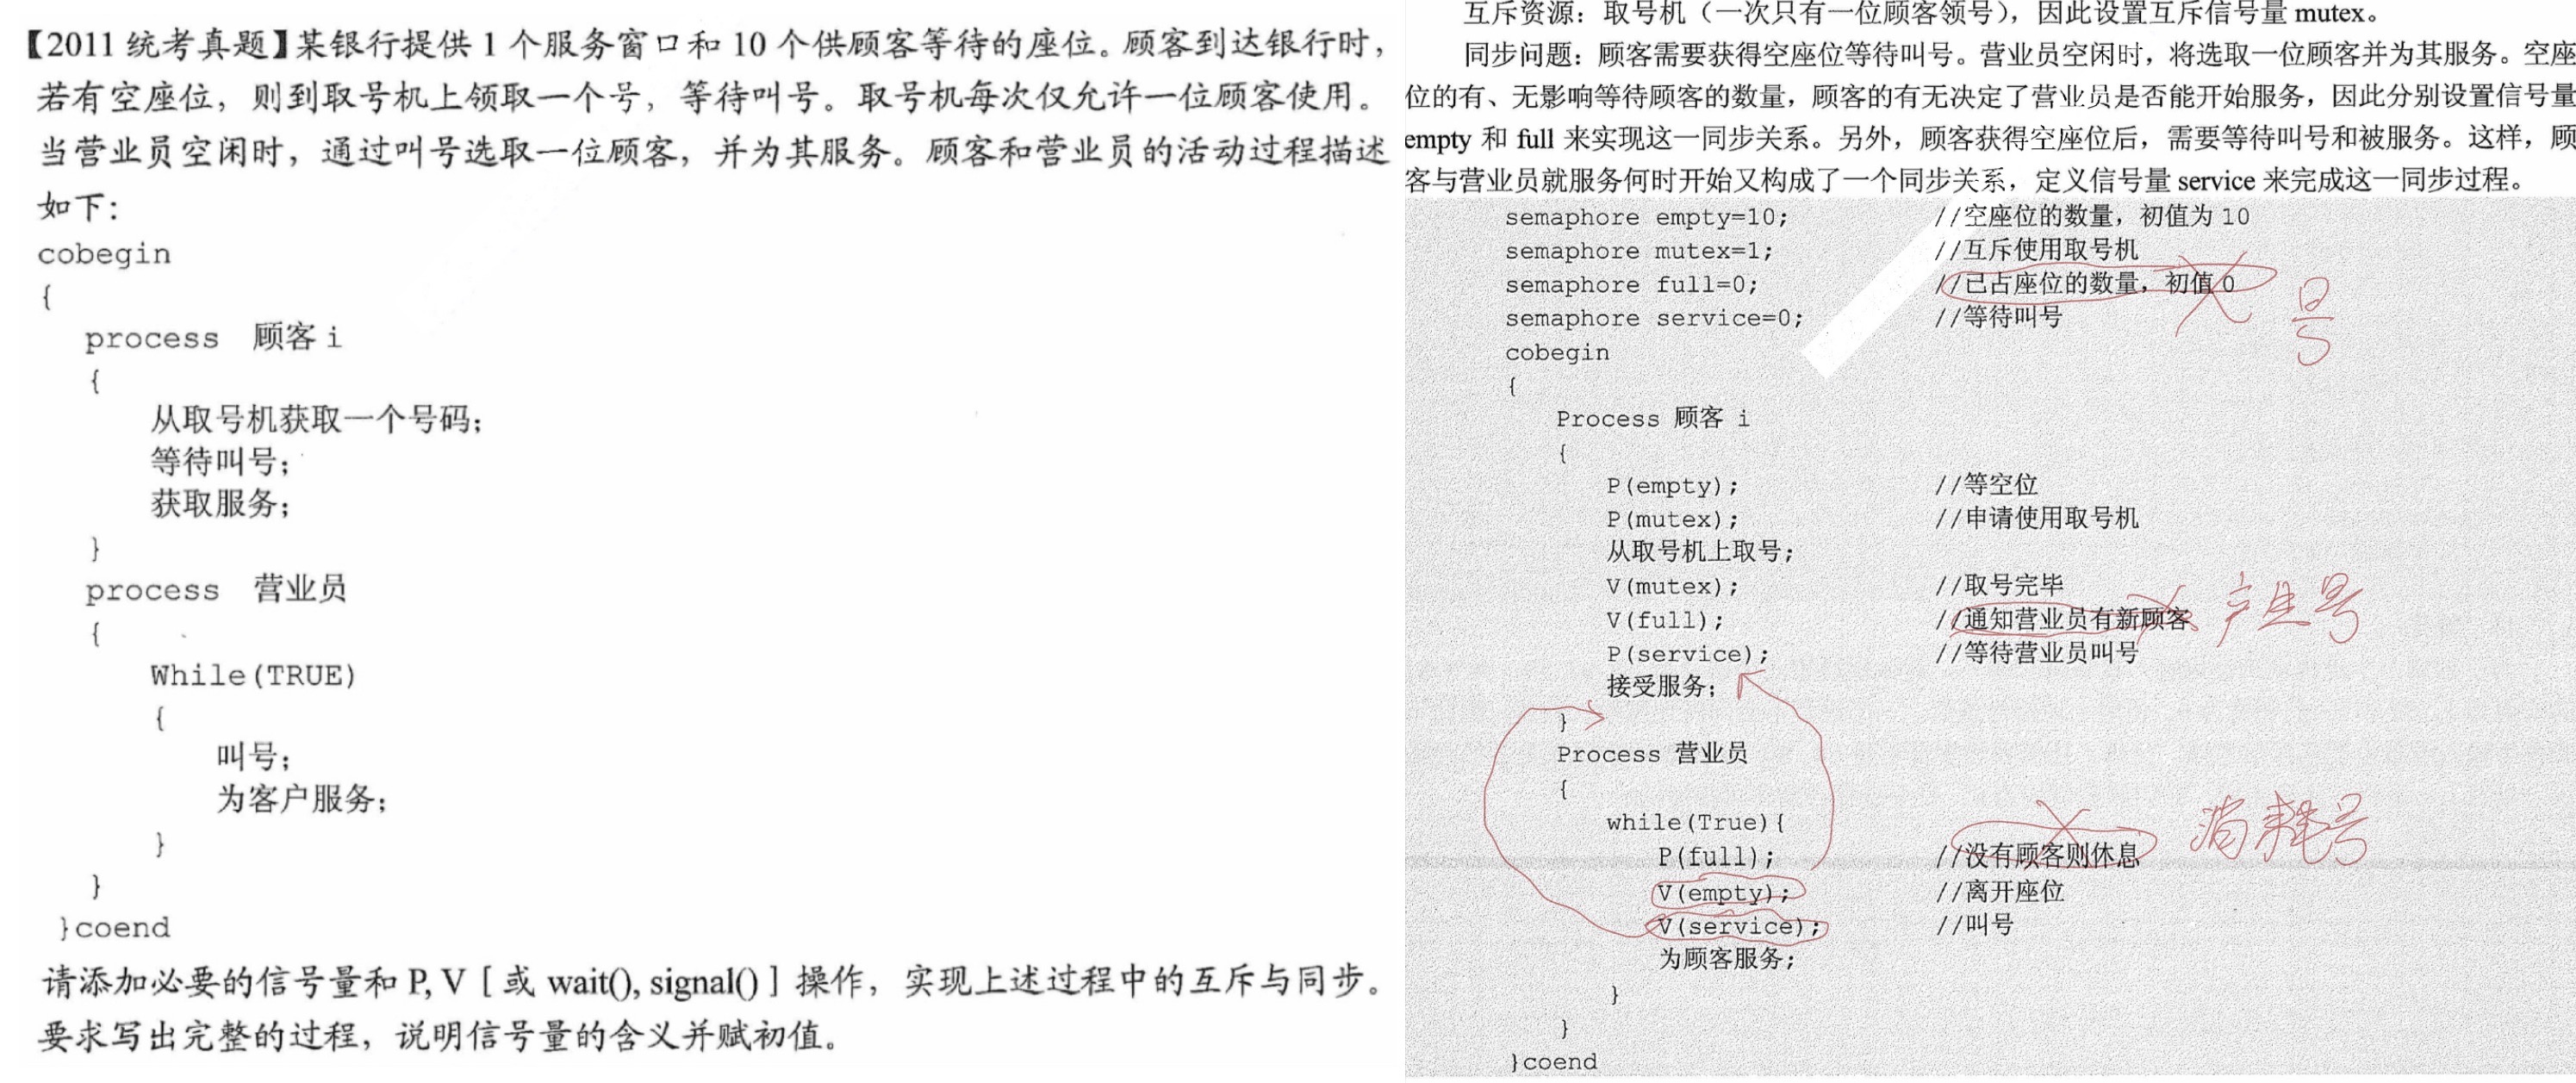 【2011 统考真题】某银行提供 1 个服务窗口和 10 个供顾客等待的座位。顾客到达银行时，
若有空座位，则到取号机上领取一个号，等待叫号。取号机每次仅允许一位顾客使用。
当营业员空闲时，通过叫号选取一位顾客，并为其服务。顾客和营业员的活动过程描述
如下：
cobegin
{
process 顾客 i
{
从取号机获取一个号码；
等待叫号；
获取服务；
}
process 营业员
{
While(TRUE)
{
叫号；
为客户服务；
}
}
}coend
请添加必要的信号量和 P, V [ 或 wait(), signal() ] 操作，实现上述过程中的互斥与同步。
要求写出完整的过程，说明信号量的含义并赋初值。
互斥资源：取号机（一次只有一位顾客领号），因此设置互斥信号量 mutex。
同步问题：顾客需要获得空座位等待叫号。营业员空闲时，将选取一位顾客并为其服务。空座
位的有、无影响等待顾客的数量，顾客的有无决定了营业员是否能开始服务，因此分别设置信号量
empty 和 full 来实现这一同步关系。另外，顾客获得空座位后，需要等待叫号和被服务。这样，顾
客与营业员就服务何时开始又构成了一个同步关系，定义信号量 service 来完成这一同步过程。
semaphore empty=10; //空座位的数量，初值为 10
semaphore mutex=1; //互斥使用取号机
semaphore full=0; //已占座位的数量，初值 0 号
semaphore service=0; //等待叫号
cobegin
{
Process 顾客 i
{
P(empty); //等空位
P(mutex); //申请使用取号机
从取号机上取号；
V(mutex); //取号完毕
V(full); //通知营业员有新顾客 产生号
P(service); //等待营业员叫号
接受服务；
}
Process 营业员
{
while(True){
P(full); //没有顾客则休息 消耗号
V(empty); //离开座位
V(service); //叫号
为顾客服务；
}
}
}coend